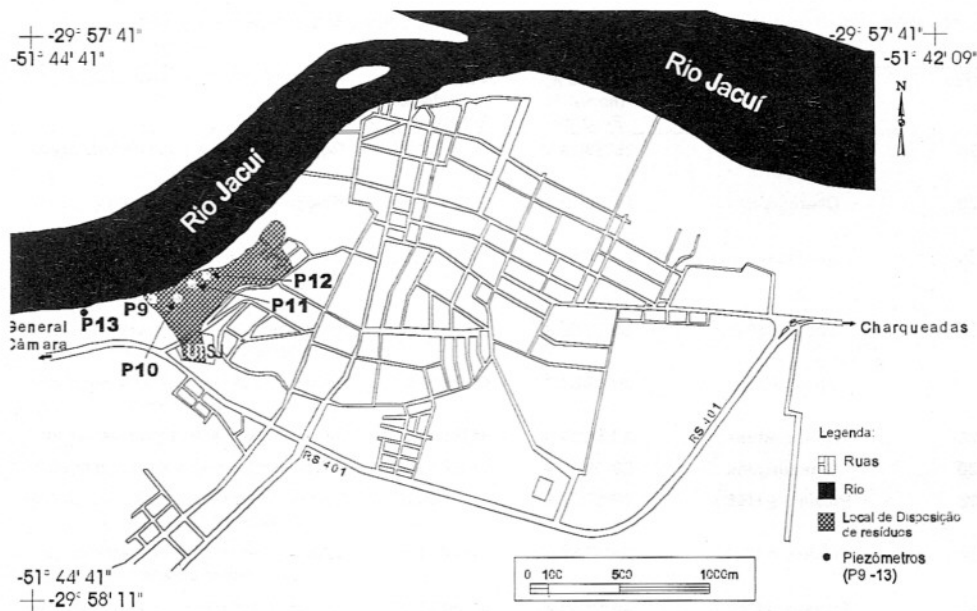 -29° 57' 41"
-51° 44' 41"
-29° 57' 41"
-51° 42' 09"
Rio Jacuí
N
Rio Jacuí
P12
P9
P11
P13
General
Câmara
SJ
P10
Charqueadas
RS 401
RS 401
Legenda:
Ruas
Rio
Local de Disposição
de resíduos
Piezômetros
(P9 -13)
-51° 44' 41"
-29° 58' 11"
0 100 500 1000m